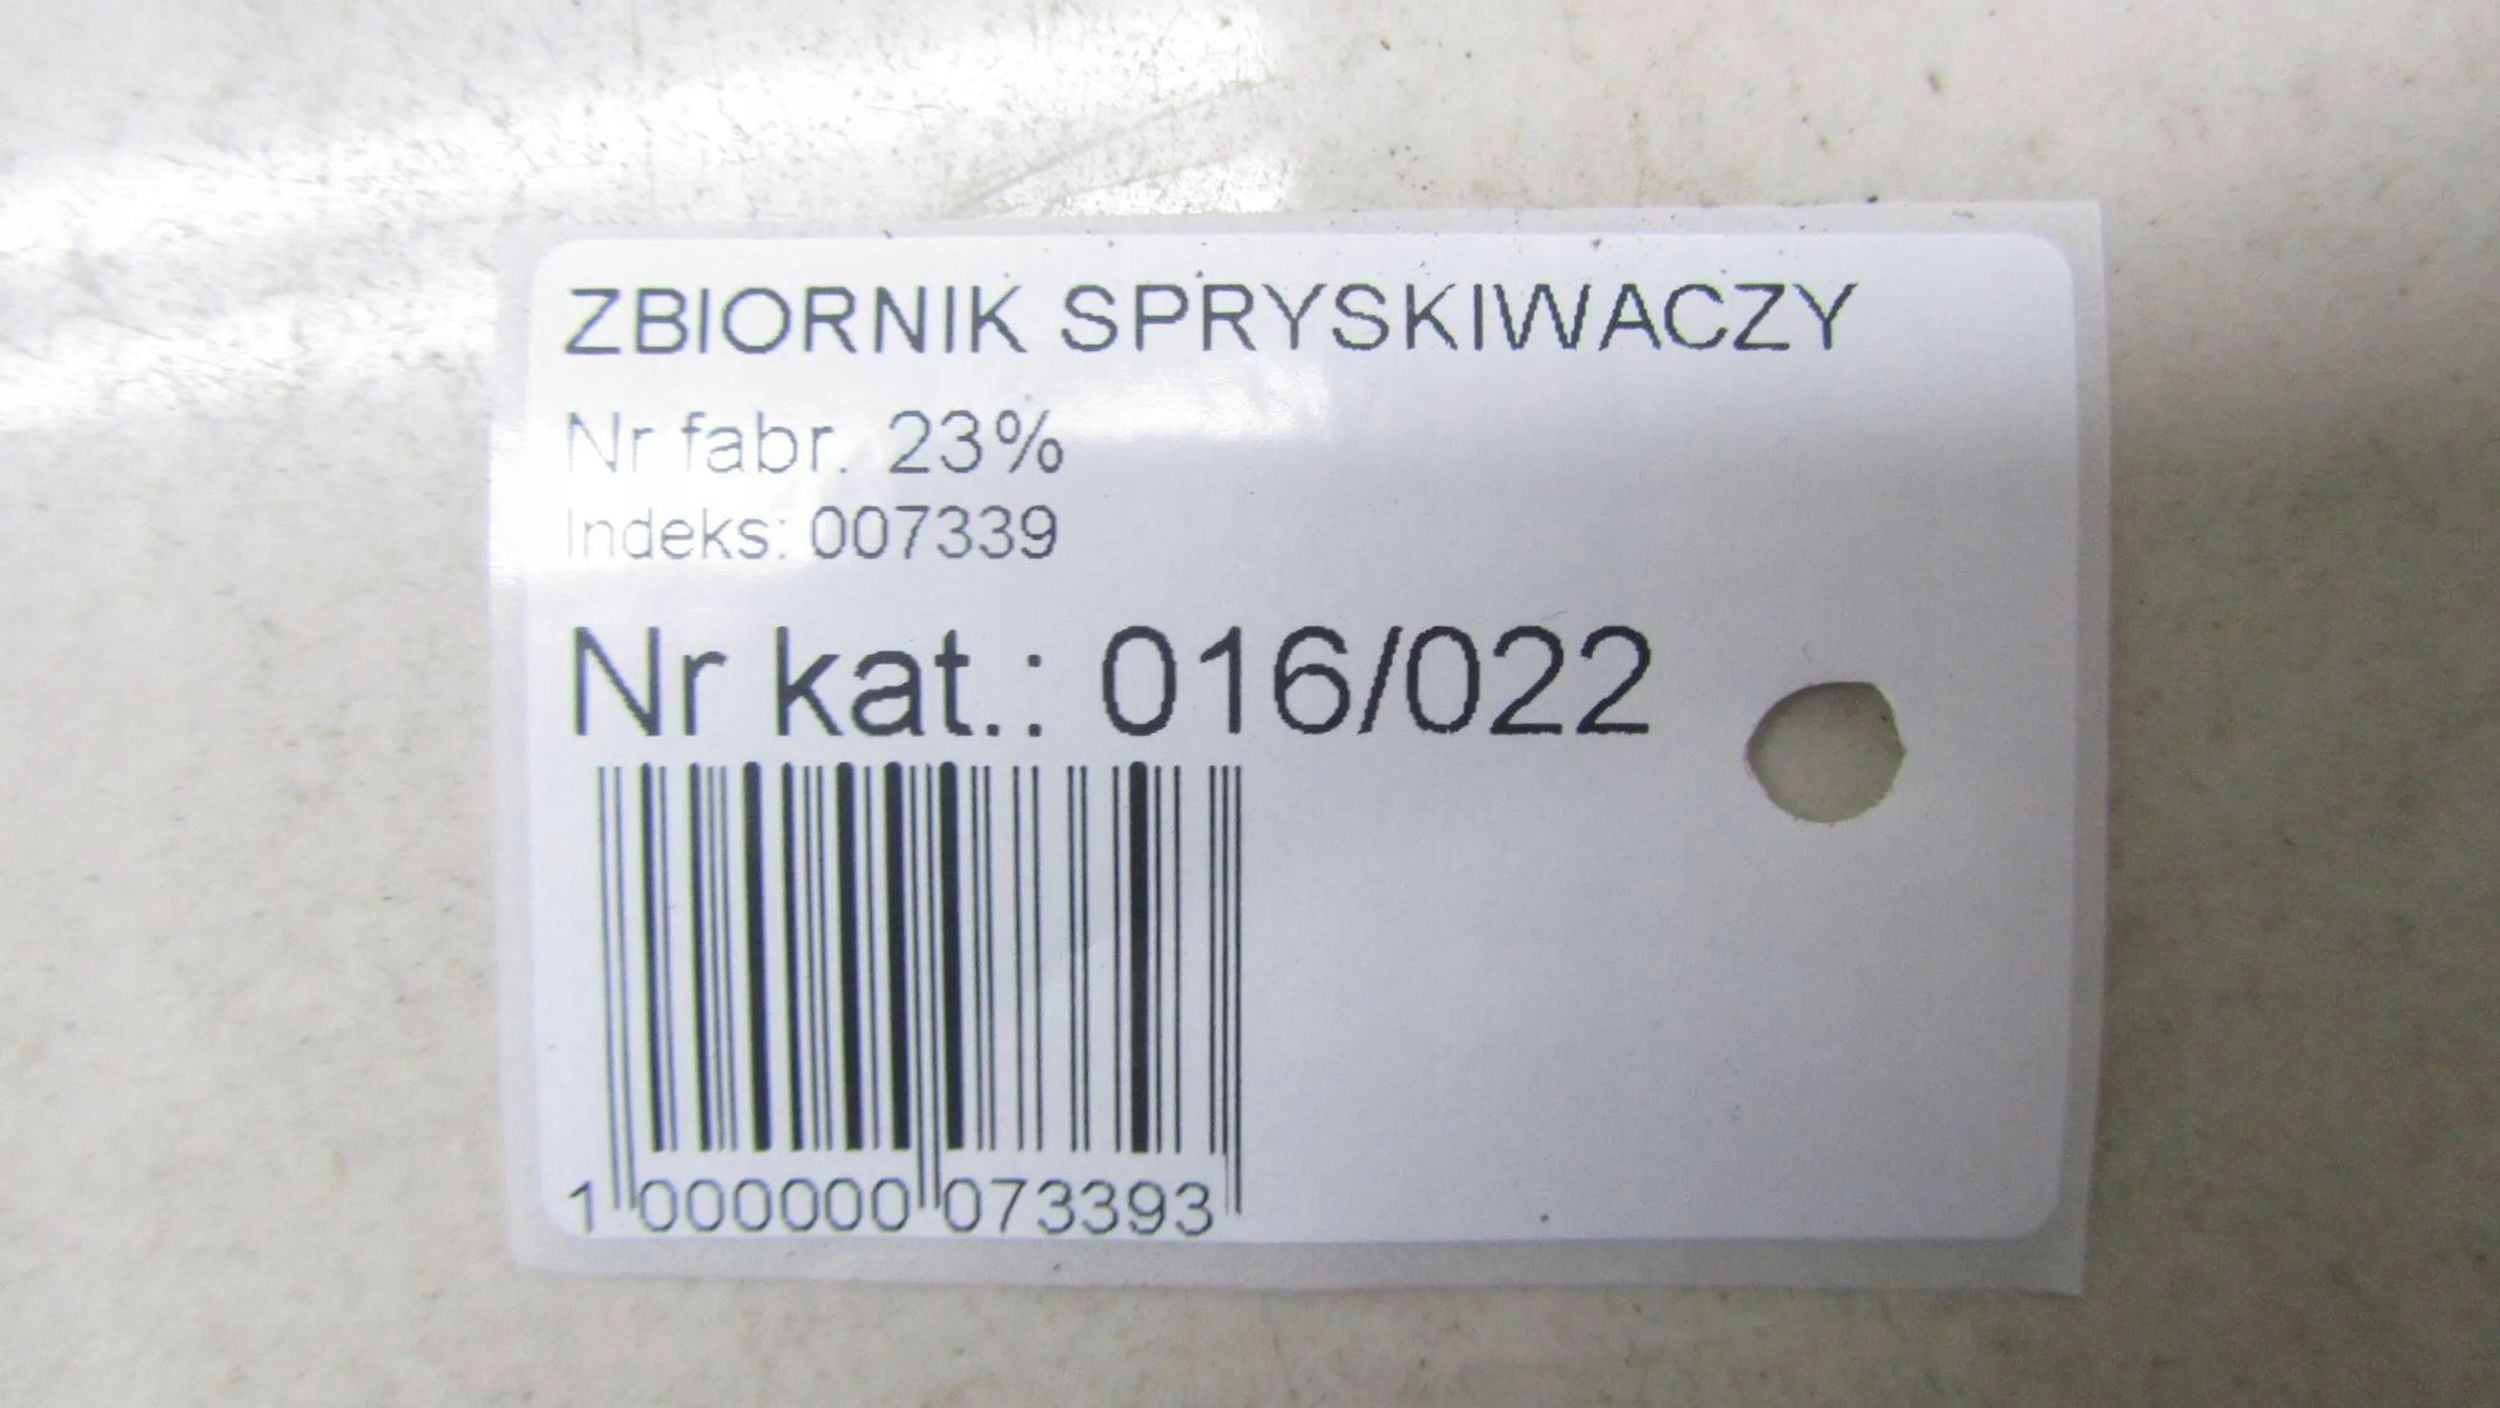 ZBIORNIK SPRYSKIWACZY
Nr fabr. 23%
Indeks: 007339
Nr kat.: 016/022
1 000000 073393